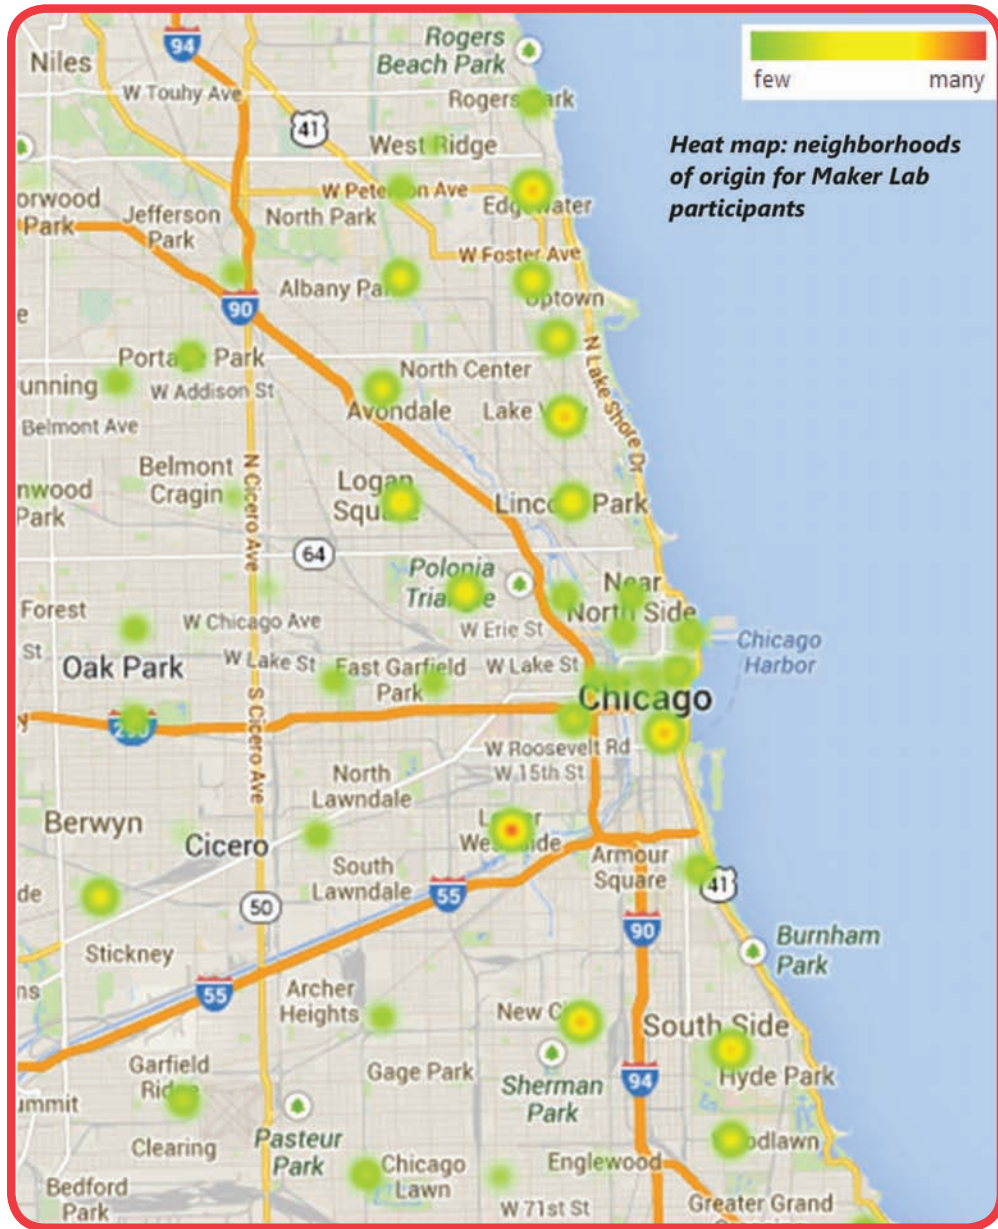 few many
Heat map: neighborhoods
of origin for Maker Lab
participants
94
Rogers
Beach Park
Niles
W Touhy Ave
Rogers Park
41
West Ridge
orwood
Park
W Peterson Ave
Edgewater
Jefferson
Park
North Park
W Foster Ave
Albany Pa
Uptown
90
e
Portage Park
unning
W Addison St
North Center
N Lake Shore Dr
Avondale
Lake View
Belmont Ave
Belmont
Cragin
N Cicero Ave
Logan
Square
nwood
Park
Lincoln Park
64
Polonia
Triangle
Near
North Side
Forest
W Chicago Ave
W Erie St
St
Chicago
Harbor
Oak Park
W Lake St
East Garfield
Park
W Lake St
Chicago
y
290
S Cicero Ave
W Roosevelt Rd
W 15th St
North
Lawndale
Berwyn
Cicero
Lower
West Side
South
Lawndale
Armour
Square
41
de
50
55
90
Burnham
Park
Stickney
55
ns
Archer
Heights
New C
South Side
Garfield
Ridge
Gage Park
Hyde Park
94
Sherman
Park
ummit
Pasteur
Park
Clearing
odlawn
Chicago
Lawn
Englewood
Bedford
Park
W 71st St
Greater Grand